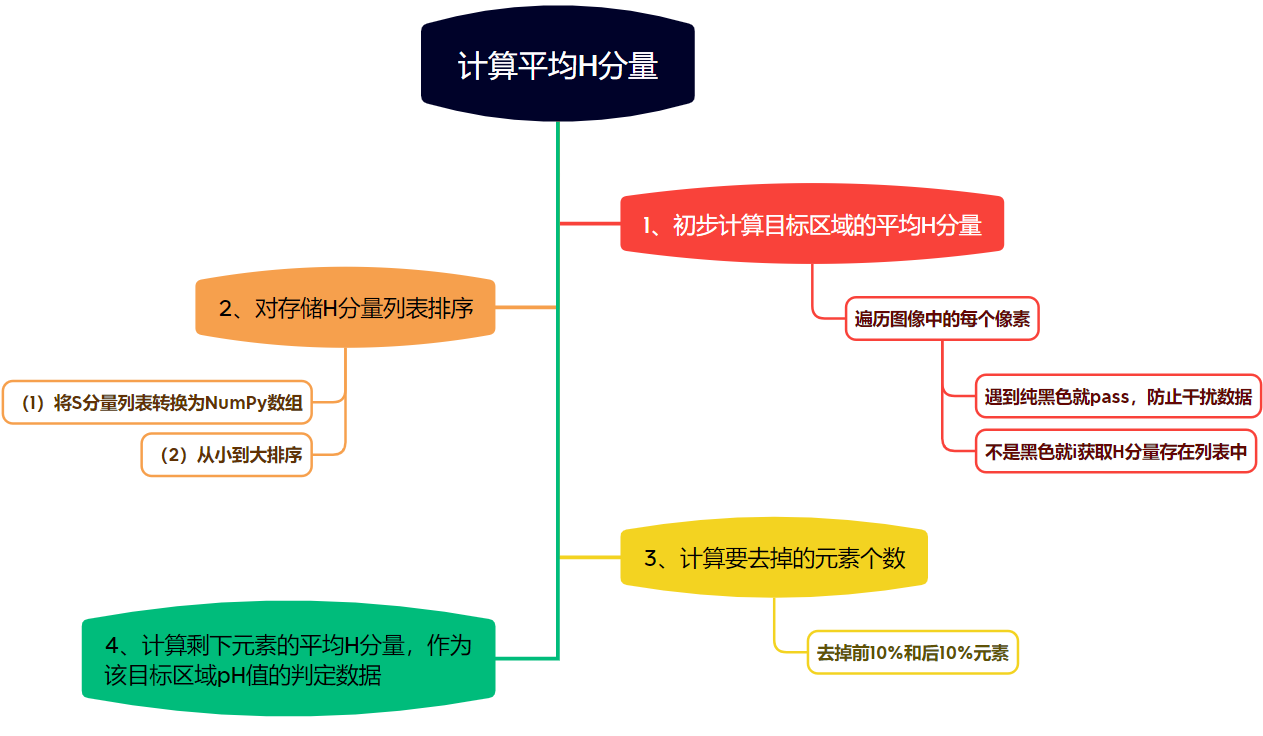 计算平均H分量
1、初步计算目标区域的平均H分量
遍历图像中的每个像素
遇到纯黑色就pass，防止干扰数据
不是黑色就i获取H分量存在列表中
2、对存储H分量列表排序
（1）将S分量列表转换为NumPy数组
（2）从小到大排序
3、计算要去掉的元素个数
去掉前10%和后10%元素
4、计算剩下元素的平均H分量，作为
该目标区域pH值的判定数据